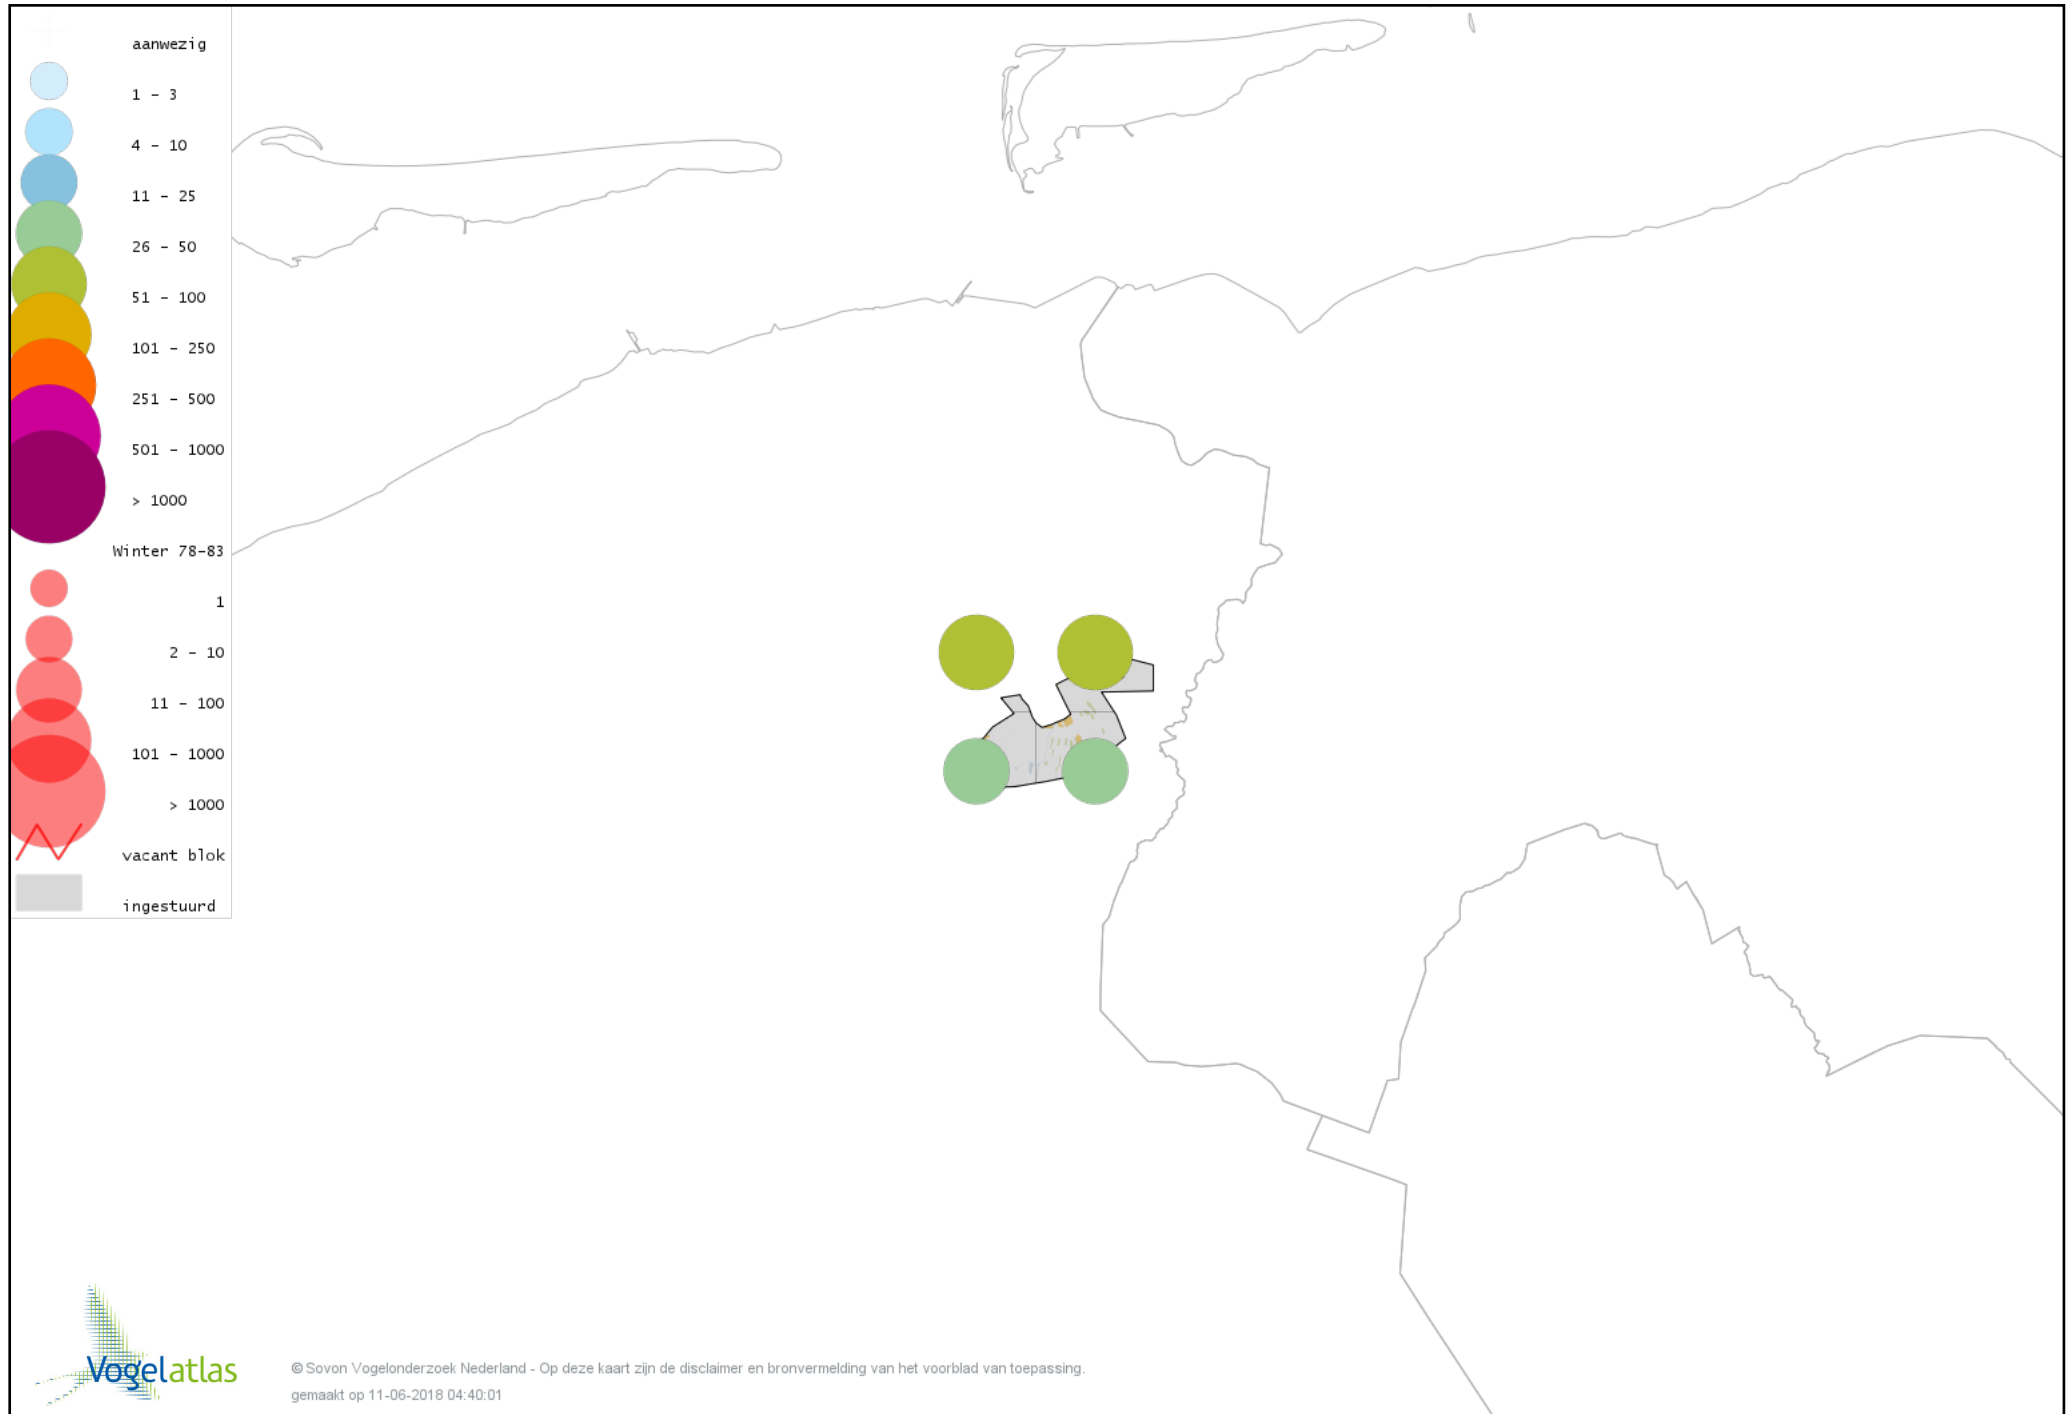 aanwezig
1 - 3
4 - 10
11 - 25
26 - 50
51 - 100
101 - 250
251 - 500
501 - 1000
> 1000
Winter 78-83
1
2 - 10
11 - 100
101 - 1000
> 1000
vacant blok
ingestuurd
Vogelatlas
© Sovon Vogelonderzoek Nederland - Op deze kaart zijn de disclaimer en bronvermelding van het voorblad van toepassing.
gemaakt op 11-06-2018 04:40:01